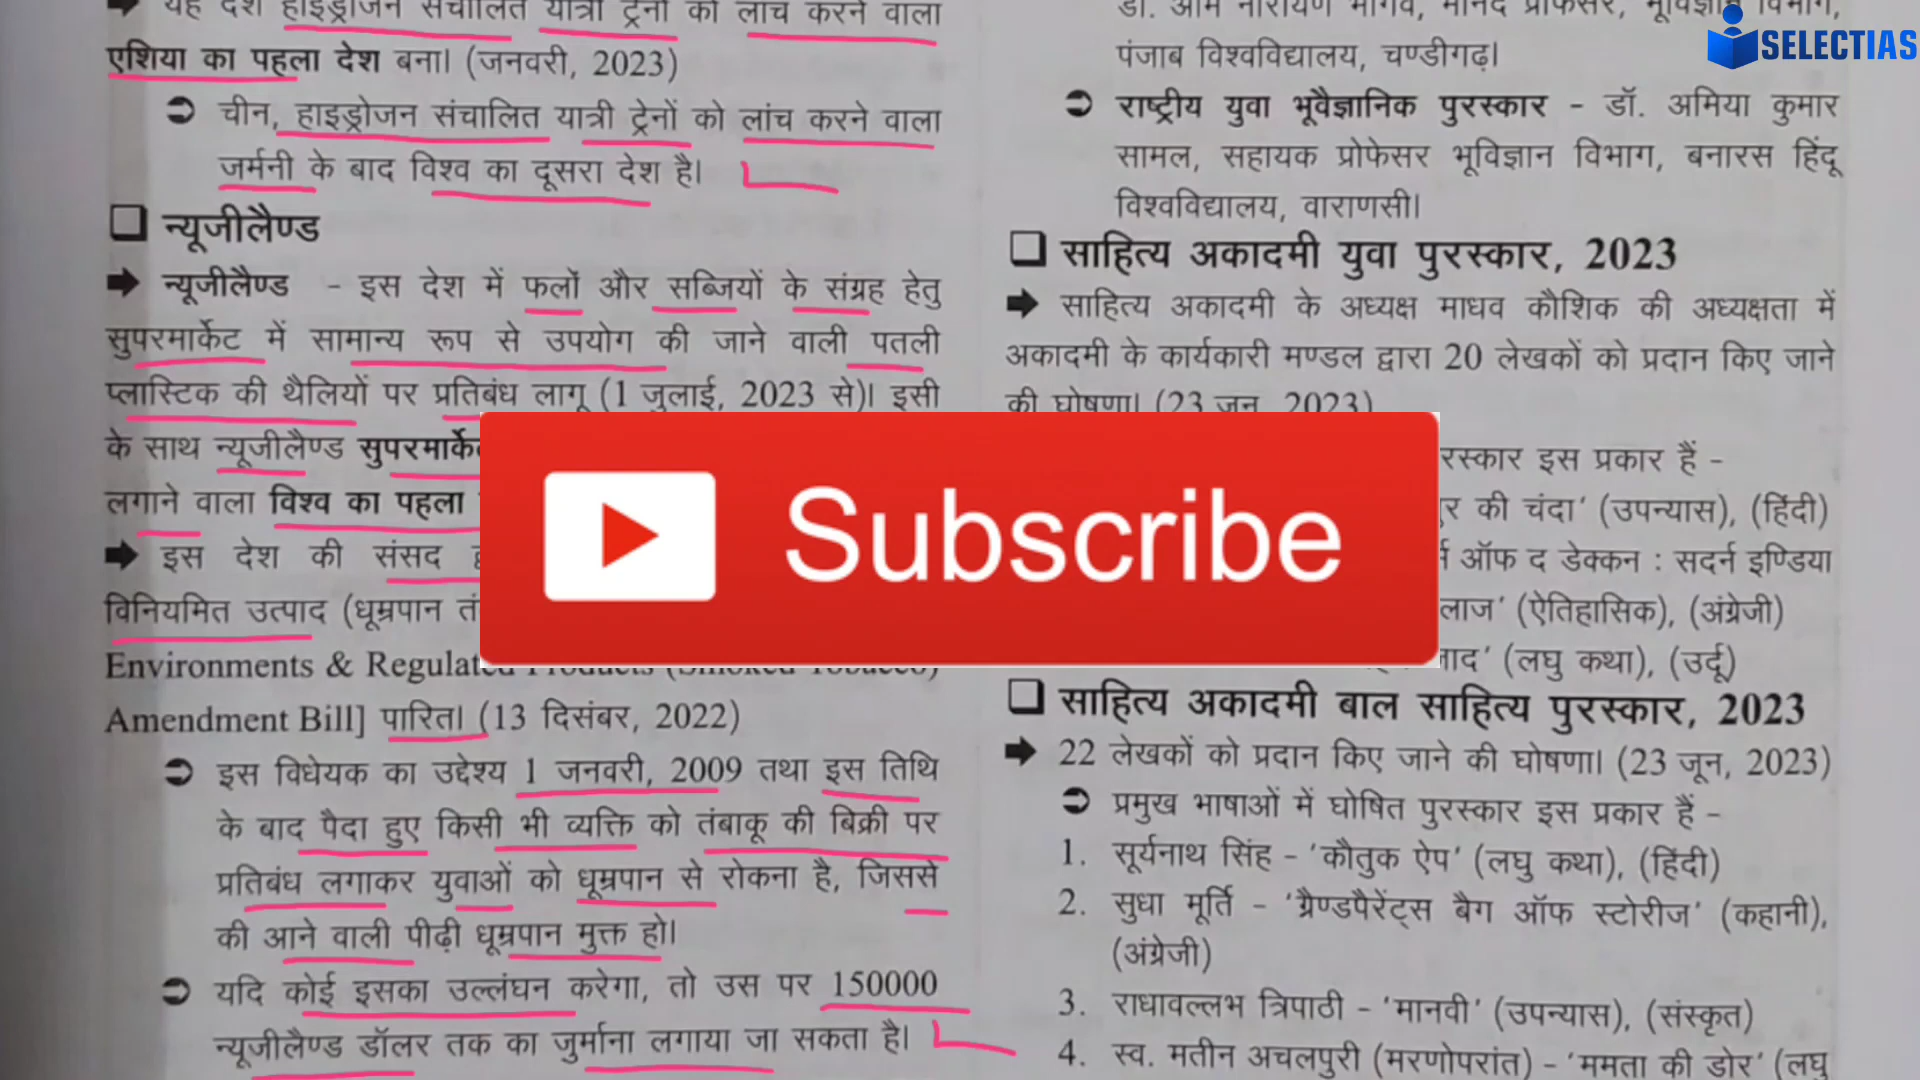 यह देश हाइड्रोजन संचालित यात्री ट्रेनों को लांच करने वाला
एशिया का पहला देश बना। (जनवरी, 2023)
➲ चीन, हाइड्रोजन संचालित यात्री ट्रेनों को लांच करने वाला
जर्मनी के बाद विश्व का दूसरा देश है।
❑ न्यूजीलैण्ड
➡ न्यूजीलैण्ड - इस देश में फलों और सब्जियों के संग्रह हेतु
सुपरमार्केट में सामान्य रूप से उपयोग की जाने वाली पतली
प्लास्टिक की थैलियों पर प्रतिबंध लागू (1 जुलाई, 2023 से)। इसी
के साथ न्यूजीलैण्ड
लगाने वाला विश्व का पहला
➡ इस देश की संसद
विनियमित उत्पाद (धूम्रपान
Environments &
Amendment Bill] पारित। (13 दिसंबर, 2022)
➲ इस विधेयक का उद्देश्य 1 जनवरी, 2009 तथा इस तिथि
के बाद पैदा हुए किसी भी व्यक्ति को तंबाकू की बिक्री पर
प्रतिबंध लगाकर युवाओं को धूम्रपान से रोकना है, जिससे
की आने वाली पीढ़ी धूम्रपान मुक्त हो।
➲ यदि कोई इसका उल्लंघन करेगा, तो उस पर 150000
न्यूजीलैण्ड डॉलर तक का जुर्माना लगाया जा सकता है।
पंजाब विश्वविद्यालय, चण्डीगढ़।
➲ राष्ट्रीय युवा भूवैज्ञानिक पुरस्कार - डॉ. अमिया कुमार
सामल, सहायक प्रोफेसर भूविज्ञान विभाग, बनारस हिंदू
विश्वविद्यालय, वाराणसी।
❑ साहित्य अकादमी युवा पुरस्कार, 2023
➡ साहित्य अकादमी के अध्यक्ष माधव कौशिक की अध्यक्षता में
अकादमी के कार्यकारी मण्डल द्वारा 20 लेखकों को प्रदान किए जाने
की घोषणा। (23 जून, 2023)
इस प्रकार हैं -
की चंदा' (उपन्यास), (हिंदी)
ऑफ द डेक्कन : सदर्न इण्डिया
(ऐतिहासिक), (अंग्रेजी)
(लघु कथा), (उर्दू)
❑ साहित्य अकादमी बाल साहित्य पुरस्कार, 2023
➡ 22 लेखकों को प्रदान किए जाने की घोषणा। (23 जून, 2023)
➲ प्रमुख भाषाओं में घोषित पुरस्कार इस प्रकार हैं -
1. सूर्यनाथ सिंह - 'कौतुक ऐप' (लघु कथा), (हिंदी)
2. सुधा मूर्ति - 'ग्रैण्डपैरेंट्स बैग ऑफ स्टोरीज' (कहानी),
(अंग्रेजी)
3. राधावल्लभ त्रिपाठी - 'मानवी' (उपन्यास), (संस्कृत)
4. स्व. मतीन अचलपुरी (मरणोपरांत) - 'ममता की डोर' (लघु
SELECTIAS
Subscribe